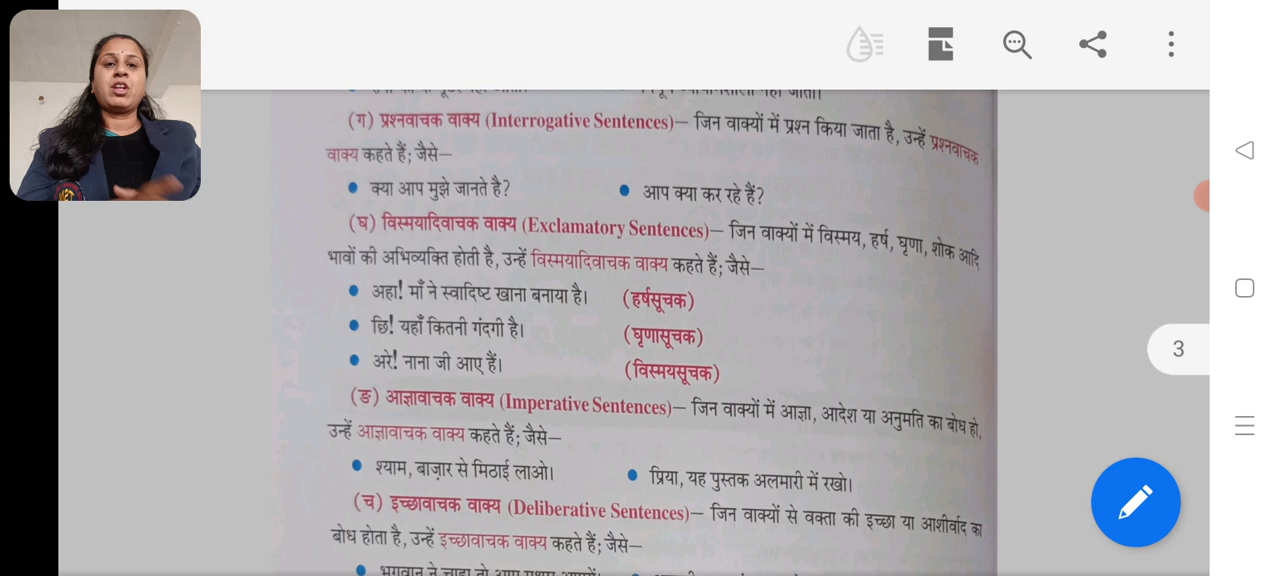 (ग) प्रश्नवाचक वाक्य (Interrogative Sentences)– जिन वाक्यों में प्रश्न किया जाता है, उन्हें प्रश्नवाचक
वाक्य कहते हैं; जैसे–
• क्या आप मुझे जानते है? • आप क्या कर रहे हैं?
(घ) विस्मयादिवाचक वाक्य (Exclamatory Sentences)– जिन वाक्यों में विस्मय, हर्ष, घृणा, शोक आदि
भावों की अभिव्यक्ति होती है, उन्हें विस्मयादिवाचक वाक्य कहते हैं; जैसे–
• अहा! माँ ने स्वादिष्ट खाना बनाया है। (हर्षसूचक)
• छि! यहाँ कितनी गंदगी है। (घृणासूचक)
• अरे! नाना जी आए हैं। (विस्मयसूचक)
3
(ङ) आज्ञावाचक वाक्य (Imperative Sentences)– जिन वाक्यों में आज्ञा, आदेश या अनुमति का बोध हो,
उन्हें आज्ञावाचक वाक्य कहते हैं; जैसे–
• श्याम, बाज़ार से मिठाई लाओ। • प्रिया, यह पुस्तक अलमारी में रखो।
(च) इच्छावाचक वाक्य (Deliberative Sentences)– जिन वाक्यों से वक्ता की इच्छा या आशीर्वाद का
बोध होता है, उन्हें इच्छावाचक वाक्य कहते हैं; जैसे–